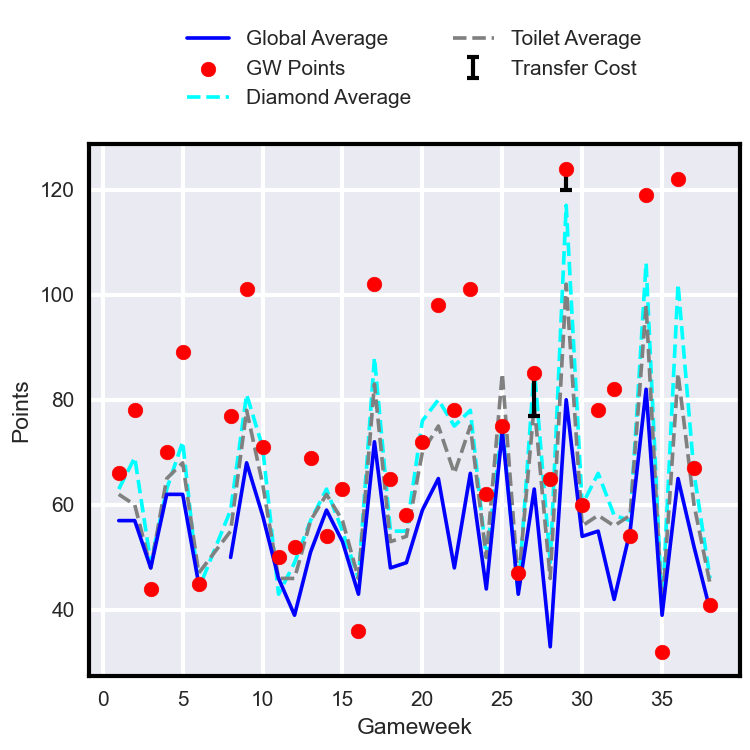 Global Average
GW Points
Diamond Average
Toilet Average
Transfer Cost
Points
120
100
80
60
40
0 5 10 15 20 25 30 35
Gameweek